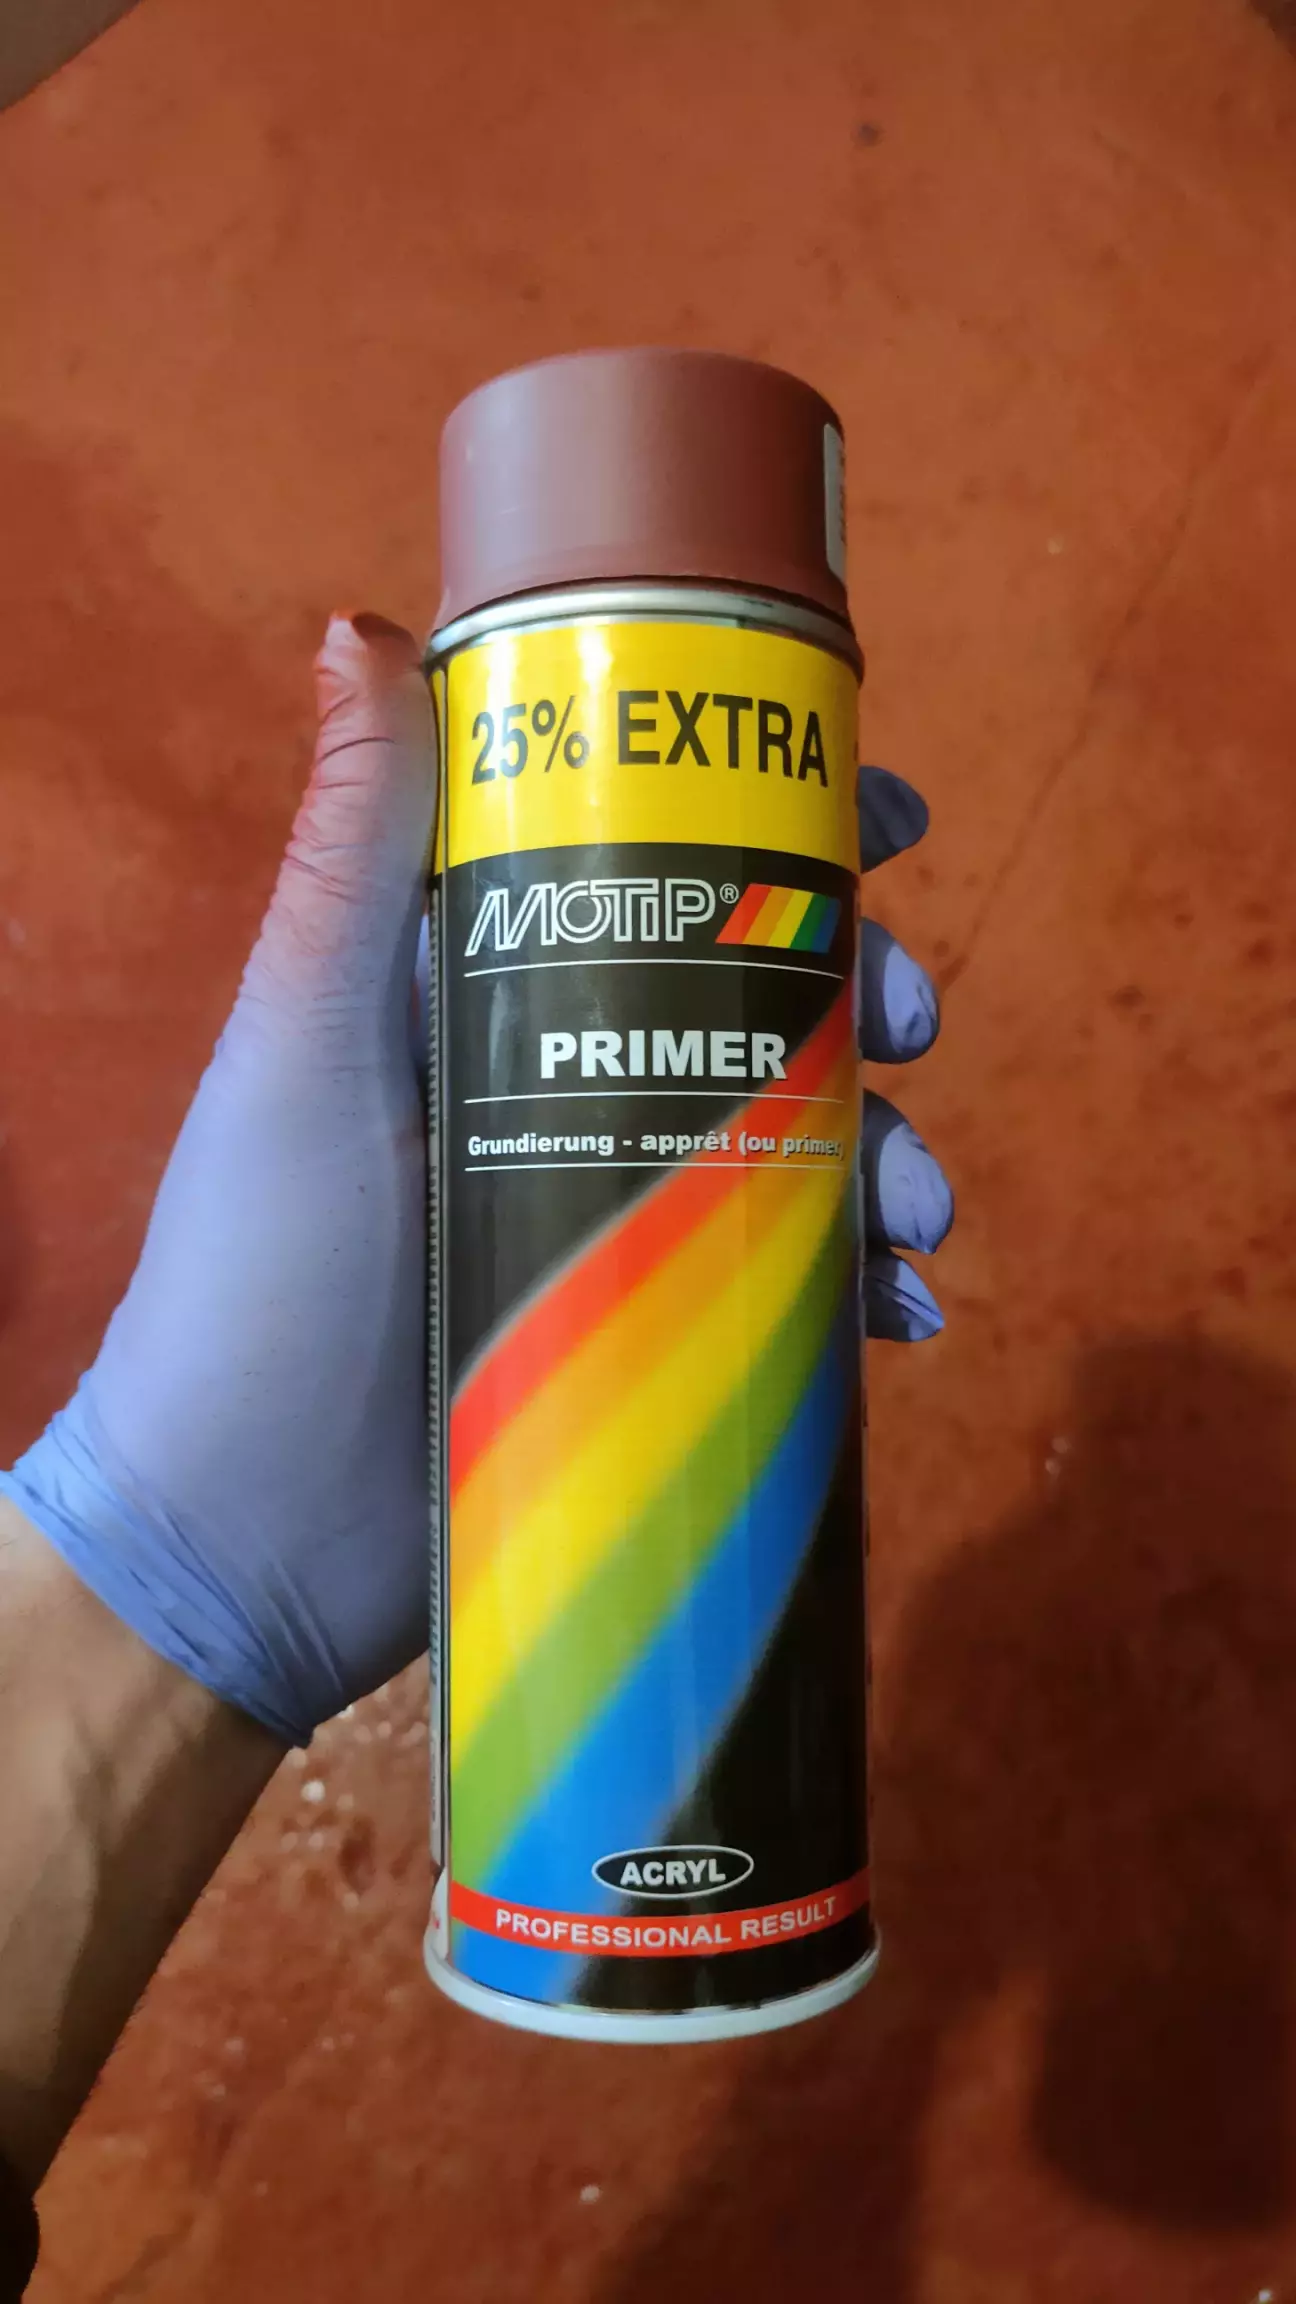 25% EXTRA
MOTIP®
PRIMER
Grundierung - apprêt (ou primer)
ACRYL
PROFESSIONAL RESULT